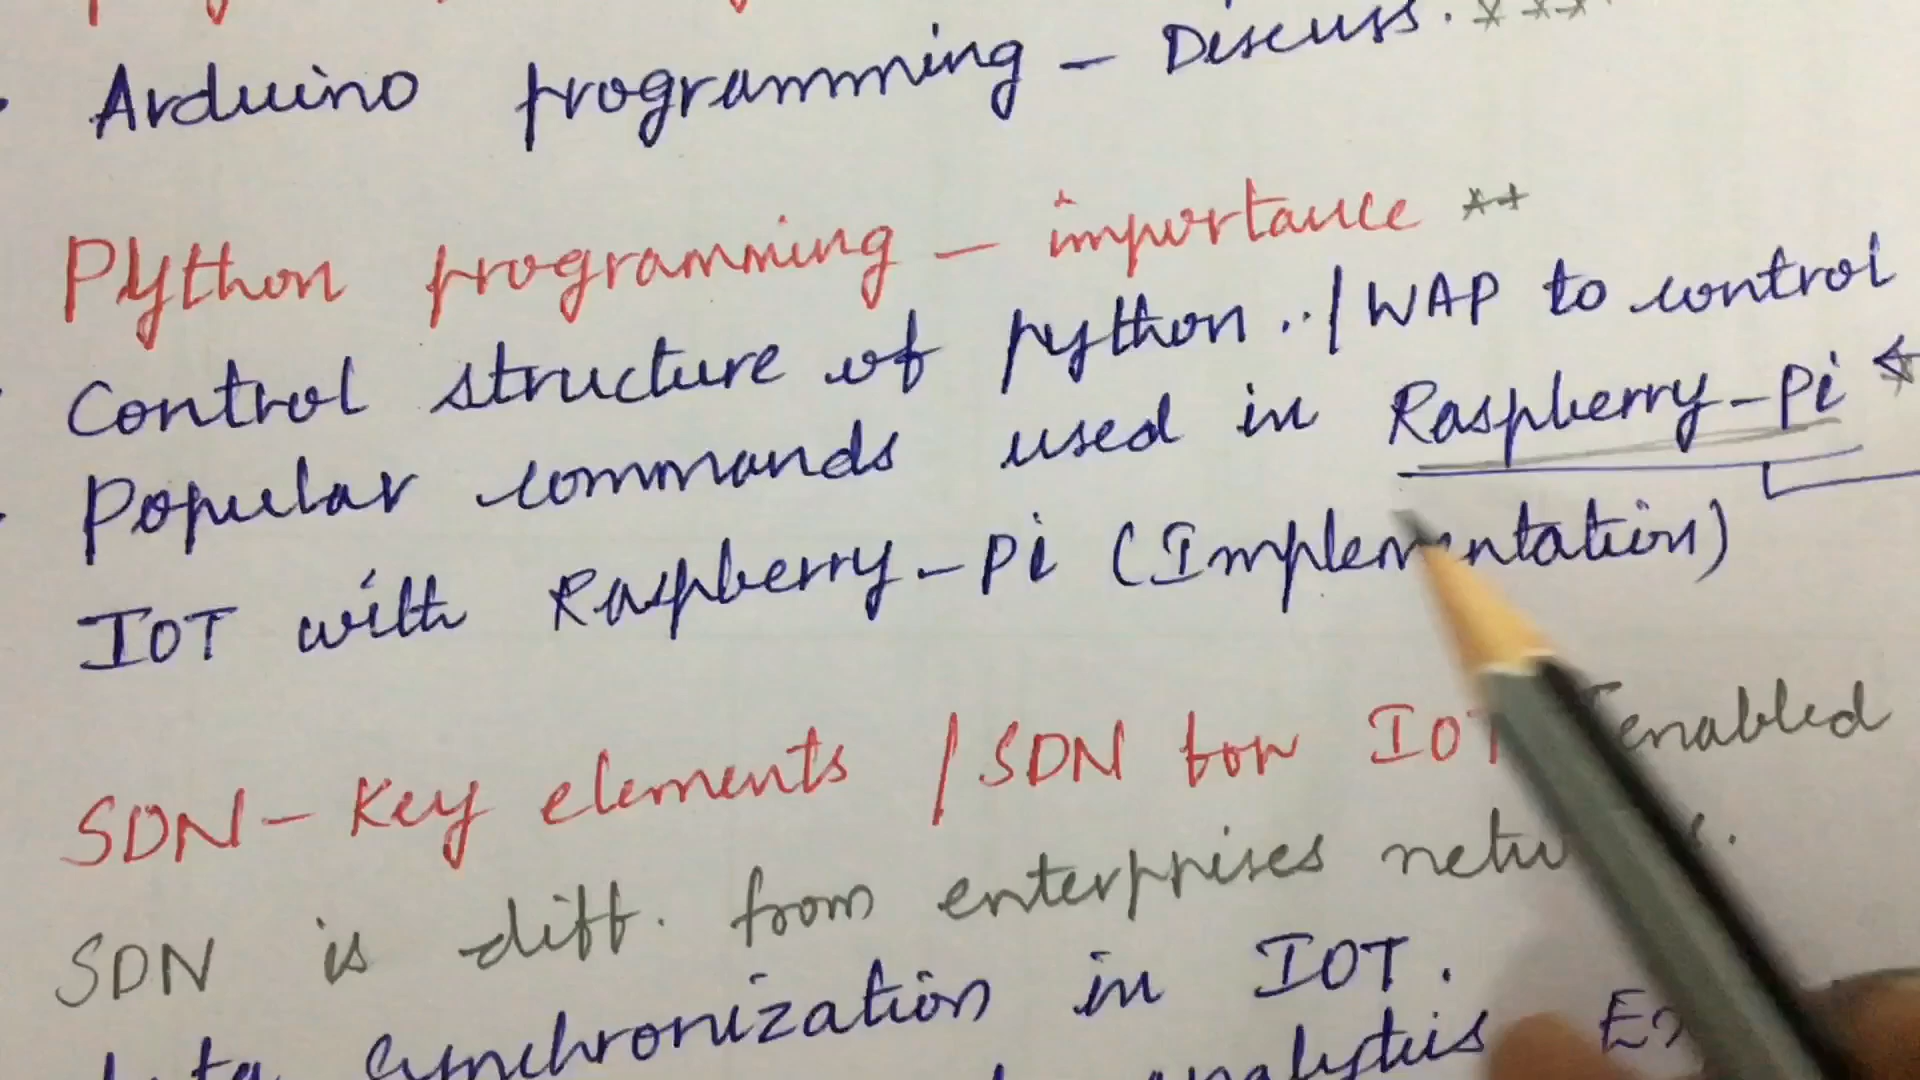 Arduino programming - Discuss. ***
Python programming - importance **
Control structure of python.. / WAP to control
Popular commands used in Raspberry-Pi
IOT with Raspberry-Pi (Implementation)
SDN - Key elements / SDN for IOT enabled
SDN is diff. from enterprises
synchronization in IOT.